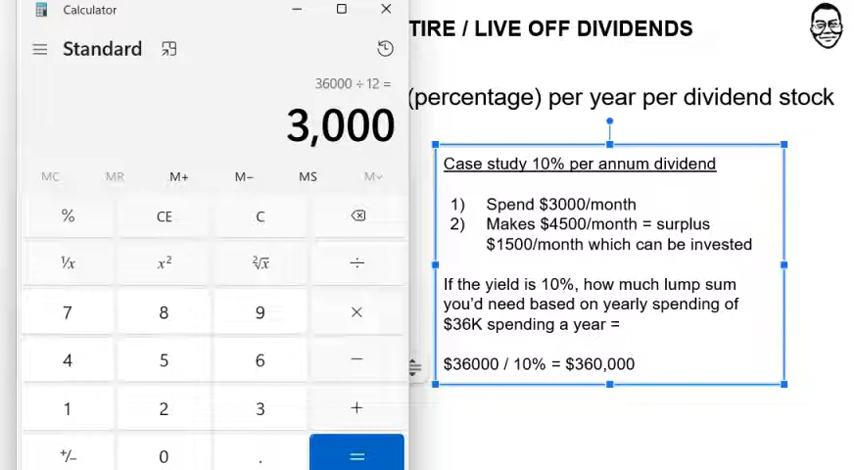 Calculator
Standard
36000 ÷ 12 =
3,000
MC MR M+ M− MS M˅
% CE C
¹/x x² ²√x ÷
7 8 9 ×
4 5 6 −
1 2 3 +
+/− 0 . =
TIRE / LIVE OFF DIVIDENDS
(percentage) per year per dividend stock
Case study 10% per annum dividend
1) Spend $3000/month
2) Makes $4500/month = surplus
$1500/month which can be invested
If the yield is 10%, how much lump sum
you'd need based on yearly spending of
$36K spending a year =
$36000 / 10% = $360,000